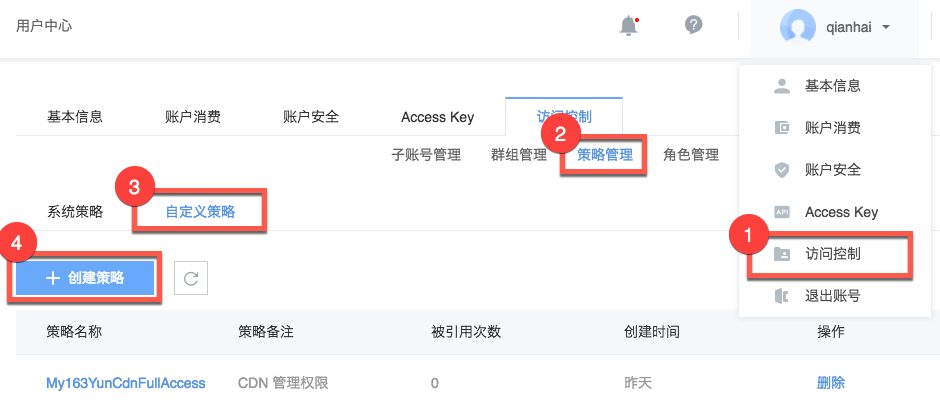 用户中心
qianhai
基本信息
账户消费
账户安全
Access Key
访问控制
退出账号
1
基本信息 账户消费 账户安全 Access Key 访问控制
2
子账号管理 群组管理 策略管理 角色管理
3
系统策略 自定义策略
4
创建策略
策略名称 策略备注 被引用次数 创建时间 操作
My163YunCdnFullAccess CDN 管理权限 0 昨天 删除